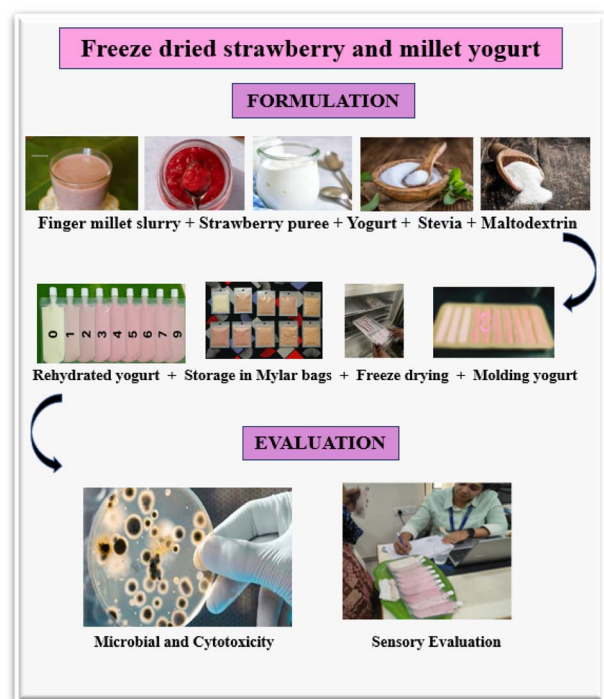 Freeze dried strawberry and millet yogurt
FORMULATION
Finger millet slurry + Strawberry puree + Yogurt + Stevia + Maltodextrin
0 1 2 3 4 5 6 7 9
Rehydrated yogurt + Storage in Mylar bags + Freeze drying + Molding yogurt
EVALUATION
Microbial and Cytotoxicity
Sensory Evaluation